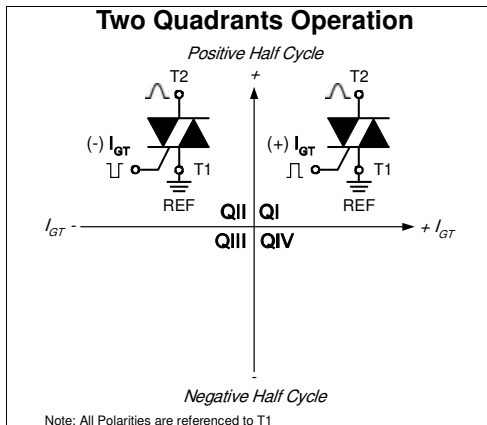 Two Quadrants Operation
Positive Half Cycle
+
T2
T2
(-) IGT
(+) IGT
T1
T1
REF
REF
QII QI
IGT -
+ IGT
QIII QIV
-
Negative Half Cycle
Note: All Polarities are referenced to T1